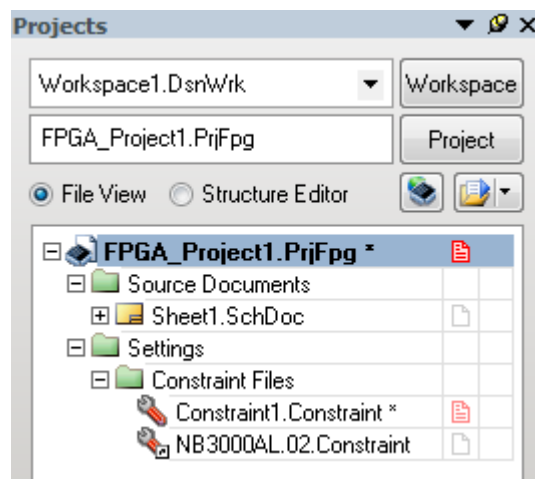 Projects
Workspace1.DsnWrk
Workspace
FPGA_Project1.PrjFpg
Project
File View
Structure Editor
FPGA_Project1.PrjFpg *
Source Documents
Sheet1.SchDoc
Settings
Constraint Files
Constraint1.Constraint *
NB3000AL.02.Constraint